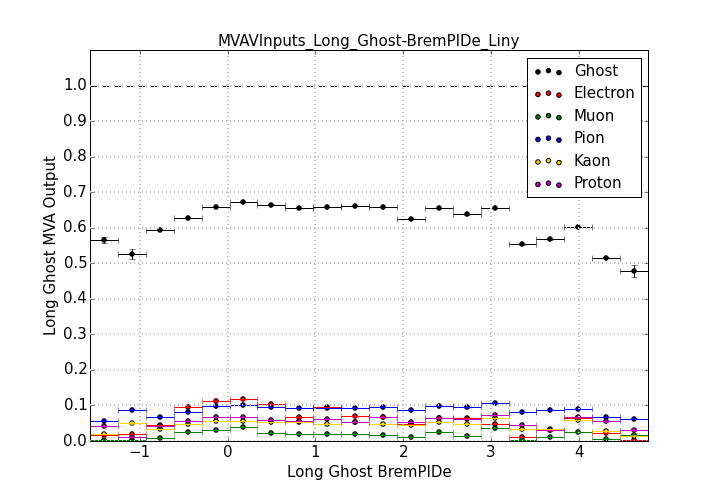 MVAVInputs_Long_Ghost-BremPIDe_Liny
Ghost
Electron
Muon
Pion
Kaon
Proton
Long Ghost MVA Output
1.0
0.9
0.8
0.7
0.6
0.5
0.4
0.3
0.2
0.1
0.0
−1 0 1 2 3 4
Long Ghost BremPIDe